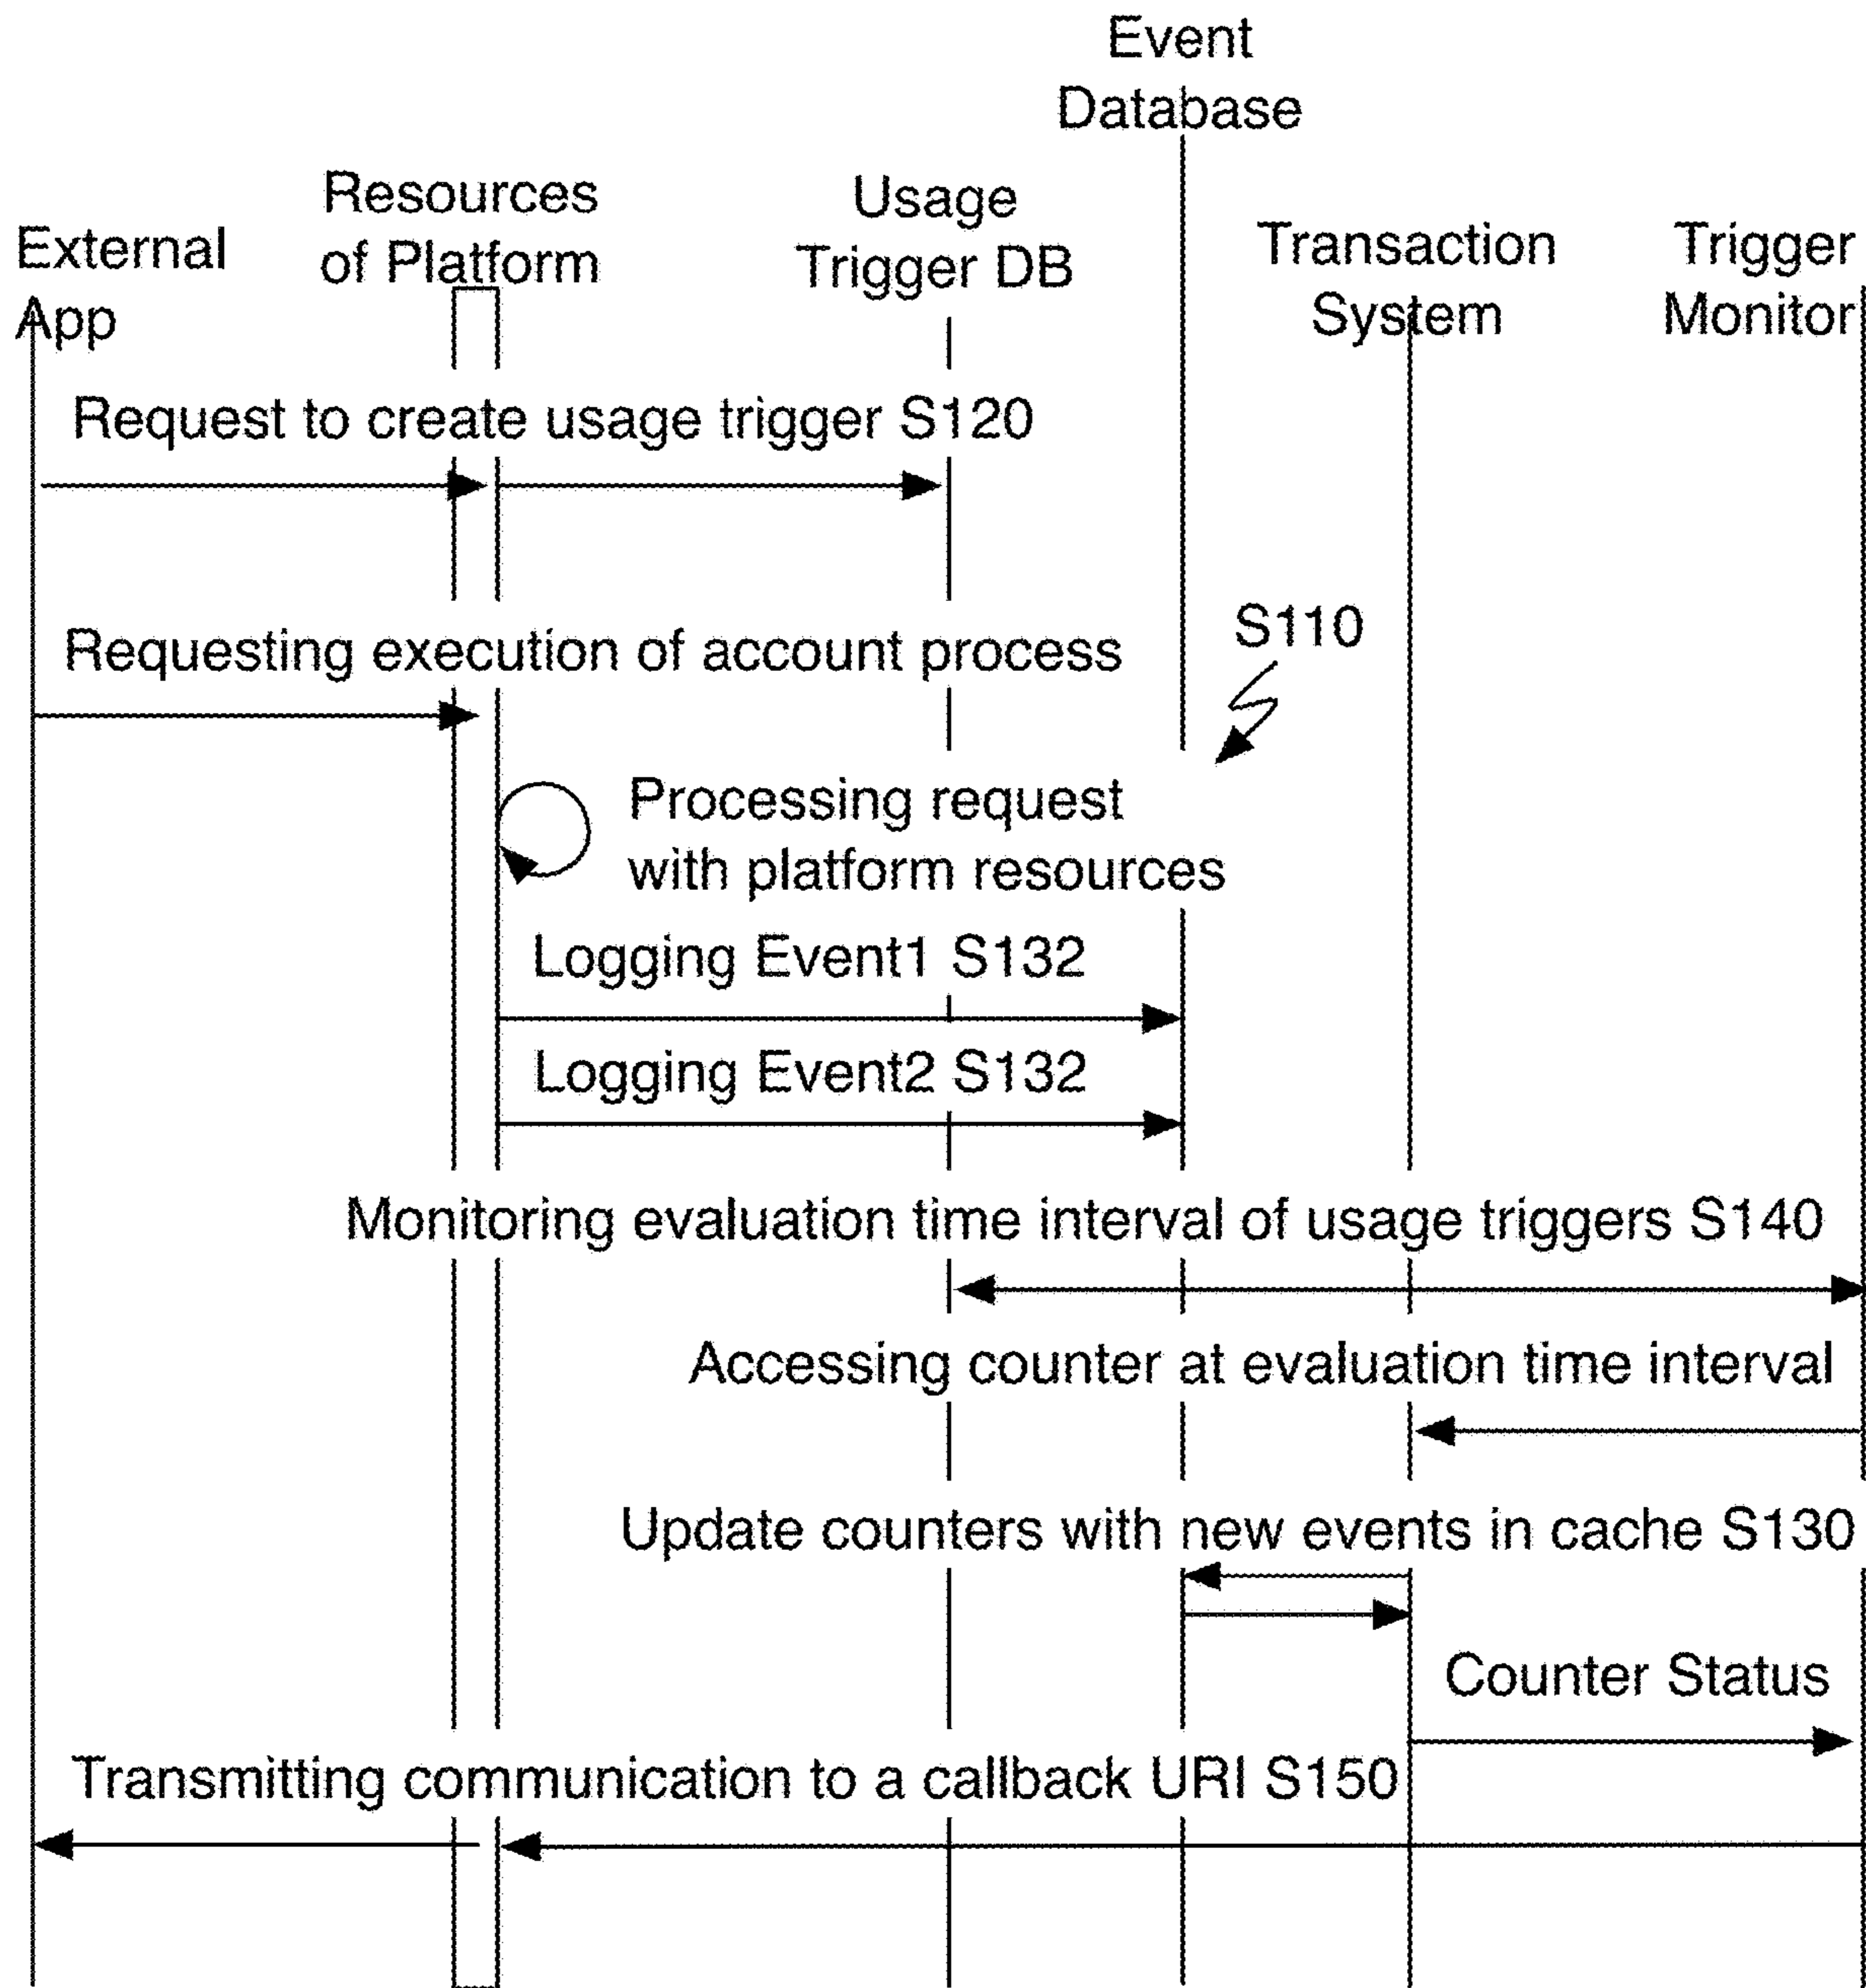 Event
Database
Resources
of Platform
Usage
Trigger DB
External
App
Transaction
System
Trigger
Monitor
Request to create usage trigger S120
Requesting execution of account process
S110
Processing request
with platform resources
Logging Event1 S132
Logging Event2 S132
Monitoring evaluation time interval of usage triggers S140
Accessing counter at evaluation time interval
Update counters with new events in cache S130
Counter Status
Transmitting communication to a callback URI S150